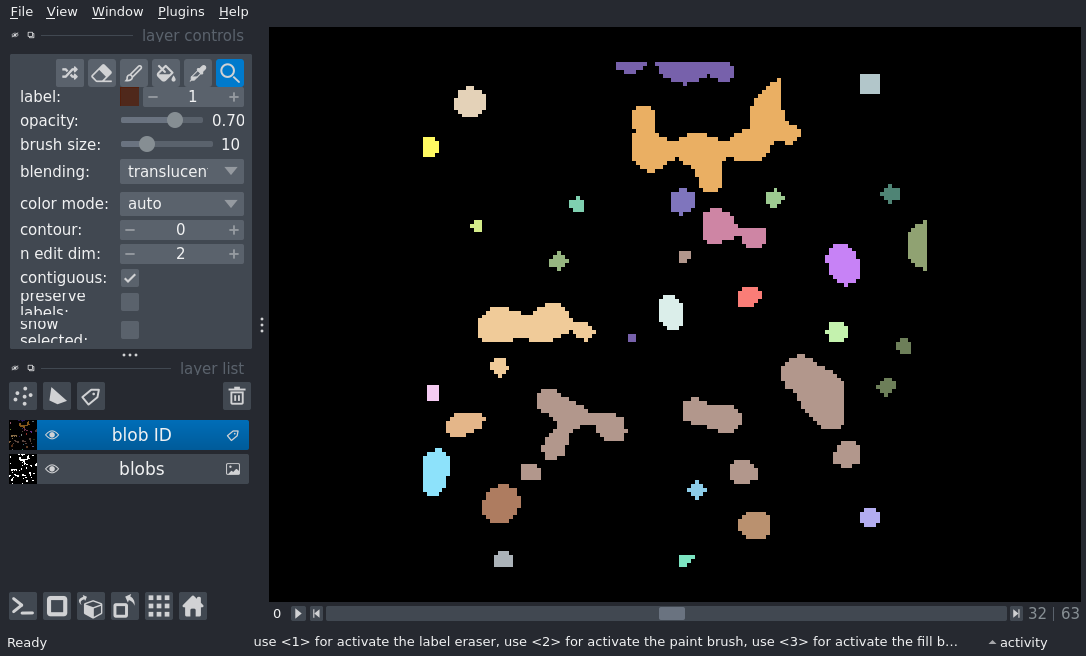 File View Window Plugins Help
layer controls
label: − 1 +
opacity: 0.70
brush size: 10
blending: translucen
color mode: auto
contour: − 0 +
n edit dim: − 2 +
contiguous:
preserve
labels:
show
selected:
layer list
blob ID
blobs
0 32 | 63
Ready use <1> for activate the label eraser, use <2> for activate the paint brush, use <3> for activate the fill b... activity